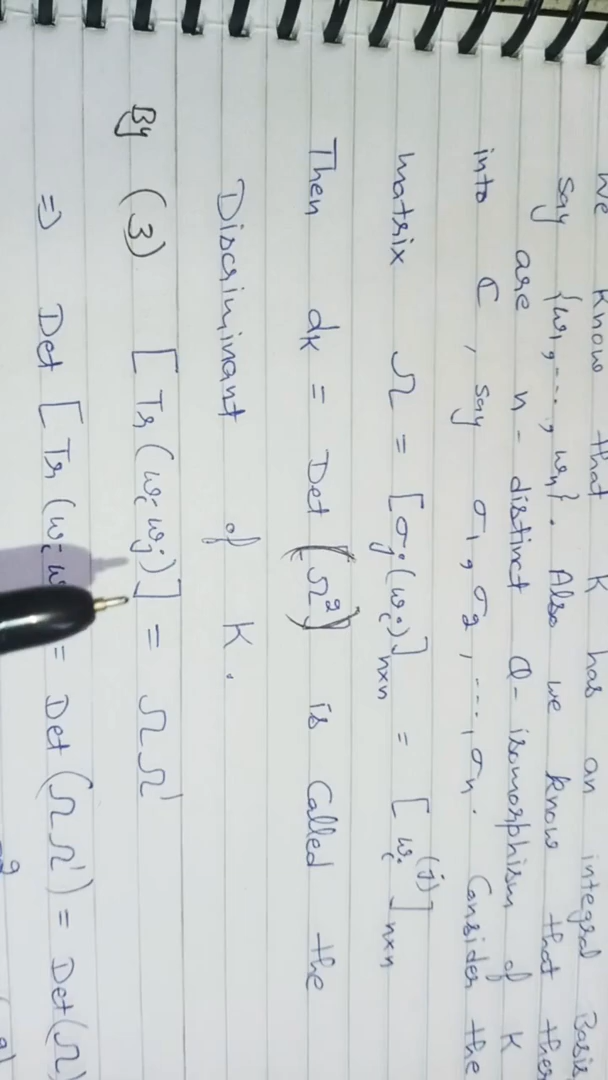 We know that K has an integral Basis,
say {ω1, ..., ωn}. Also we know that ther
are n - distinct Q - isomorphism of K
into ℂ, say σ1, σ2, ..., σn. Consider the
matrix Ω = [σj(ωi)]n×n = [ωi^(j)]n×n
Then dK = Det (Ω²) is called the
Discriminant of K.
By (3) [Tr(ωiωj)] = ΩΩ'
⇒ Det [Tr(ωi = Det(ΩΩ') = Det(Ω)